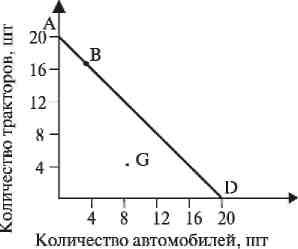 Количество тракторов, шт
A
20
B
16
12
8
G
4
D
4 8 12 16 20
Количество автомобилей, шт